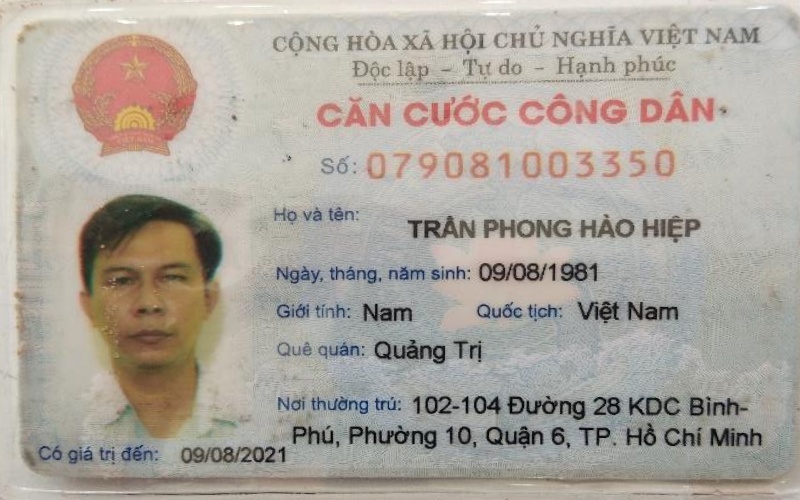 CỘNG HÒA XÃ HỘI CHỦ NGHĨA VIỆT NAM
Độc lập - Tự do - Hạnh phúc
CĂN CƯỚC CÔNG DÂN
Số: 079081003350
Họ và tên: TRẦN PHONG HÀO HIỆP
Ngày, tháng, năm sinh: 09/08/1981
Giới tính: Nam Quốc tịch: Việt Nam
Quê quán: Quảng Trị
Nơi thường trú: 102-104 Đường 28 KDC Bình-
Phú, Phường 10, Quận 6, TP. Hồ Chí Minh
Có giá trị đến: 09/08/2021